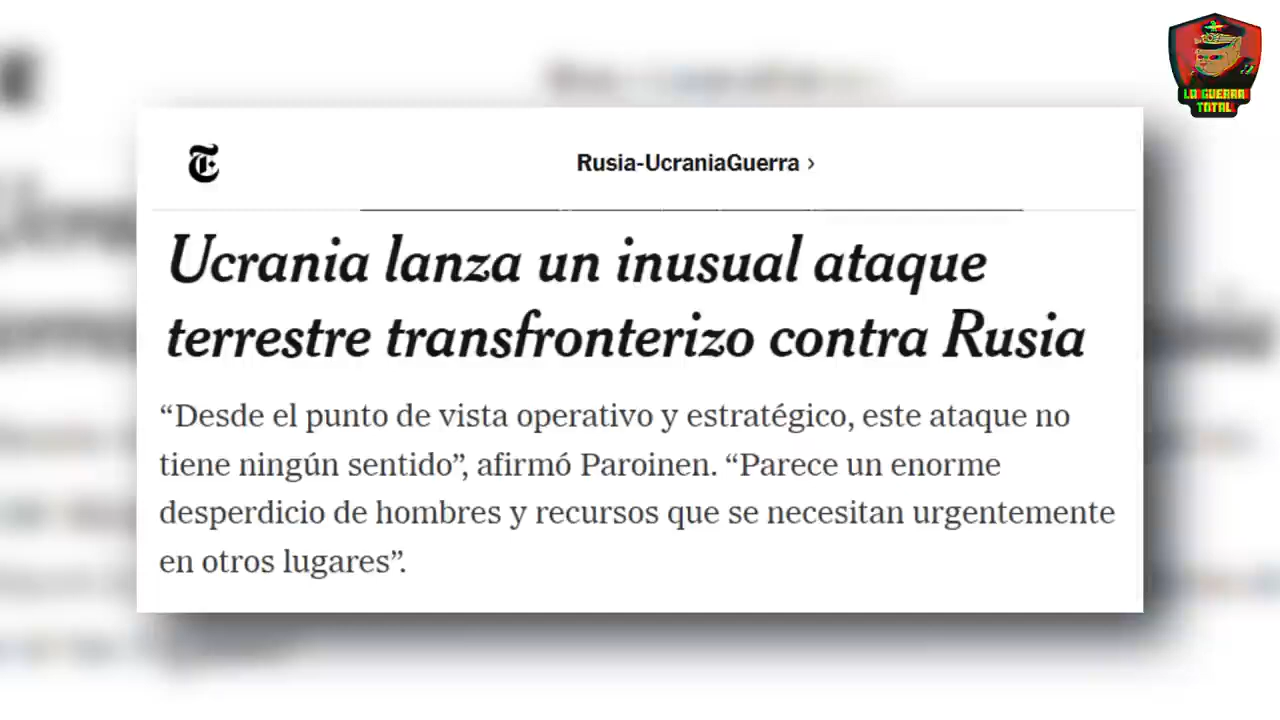 LA GUERRA
TOTAL
Rusia-UcraniaGuerra ›
Ucrania lanza un inusual ataque
terrestre transfronterizo contra Rusia
“Desde el punto de vista operativo y estratégico, este ataque no
tiene ningún sentido”, afirmó Paroinen. “Parece un enorme
desperdicio de hombres y recursos que se necesitan urgentemente
en otros lugares”.